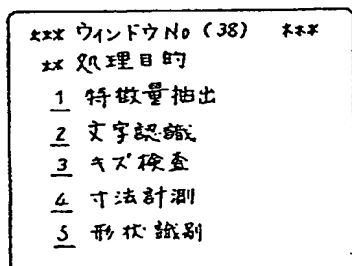 *** ウィンドウNo (38) ***
** 処理目的
1 特徴量抽出
2 文字認識
3 キズ検査
4 寸法計測
5 形状識別